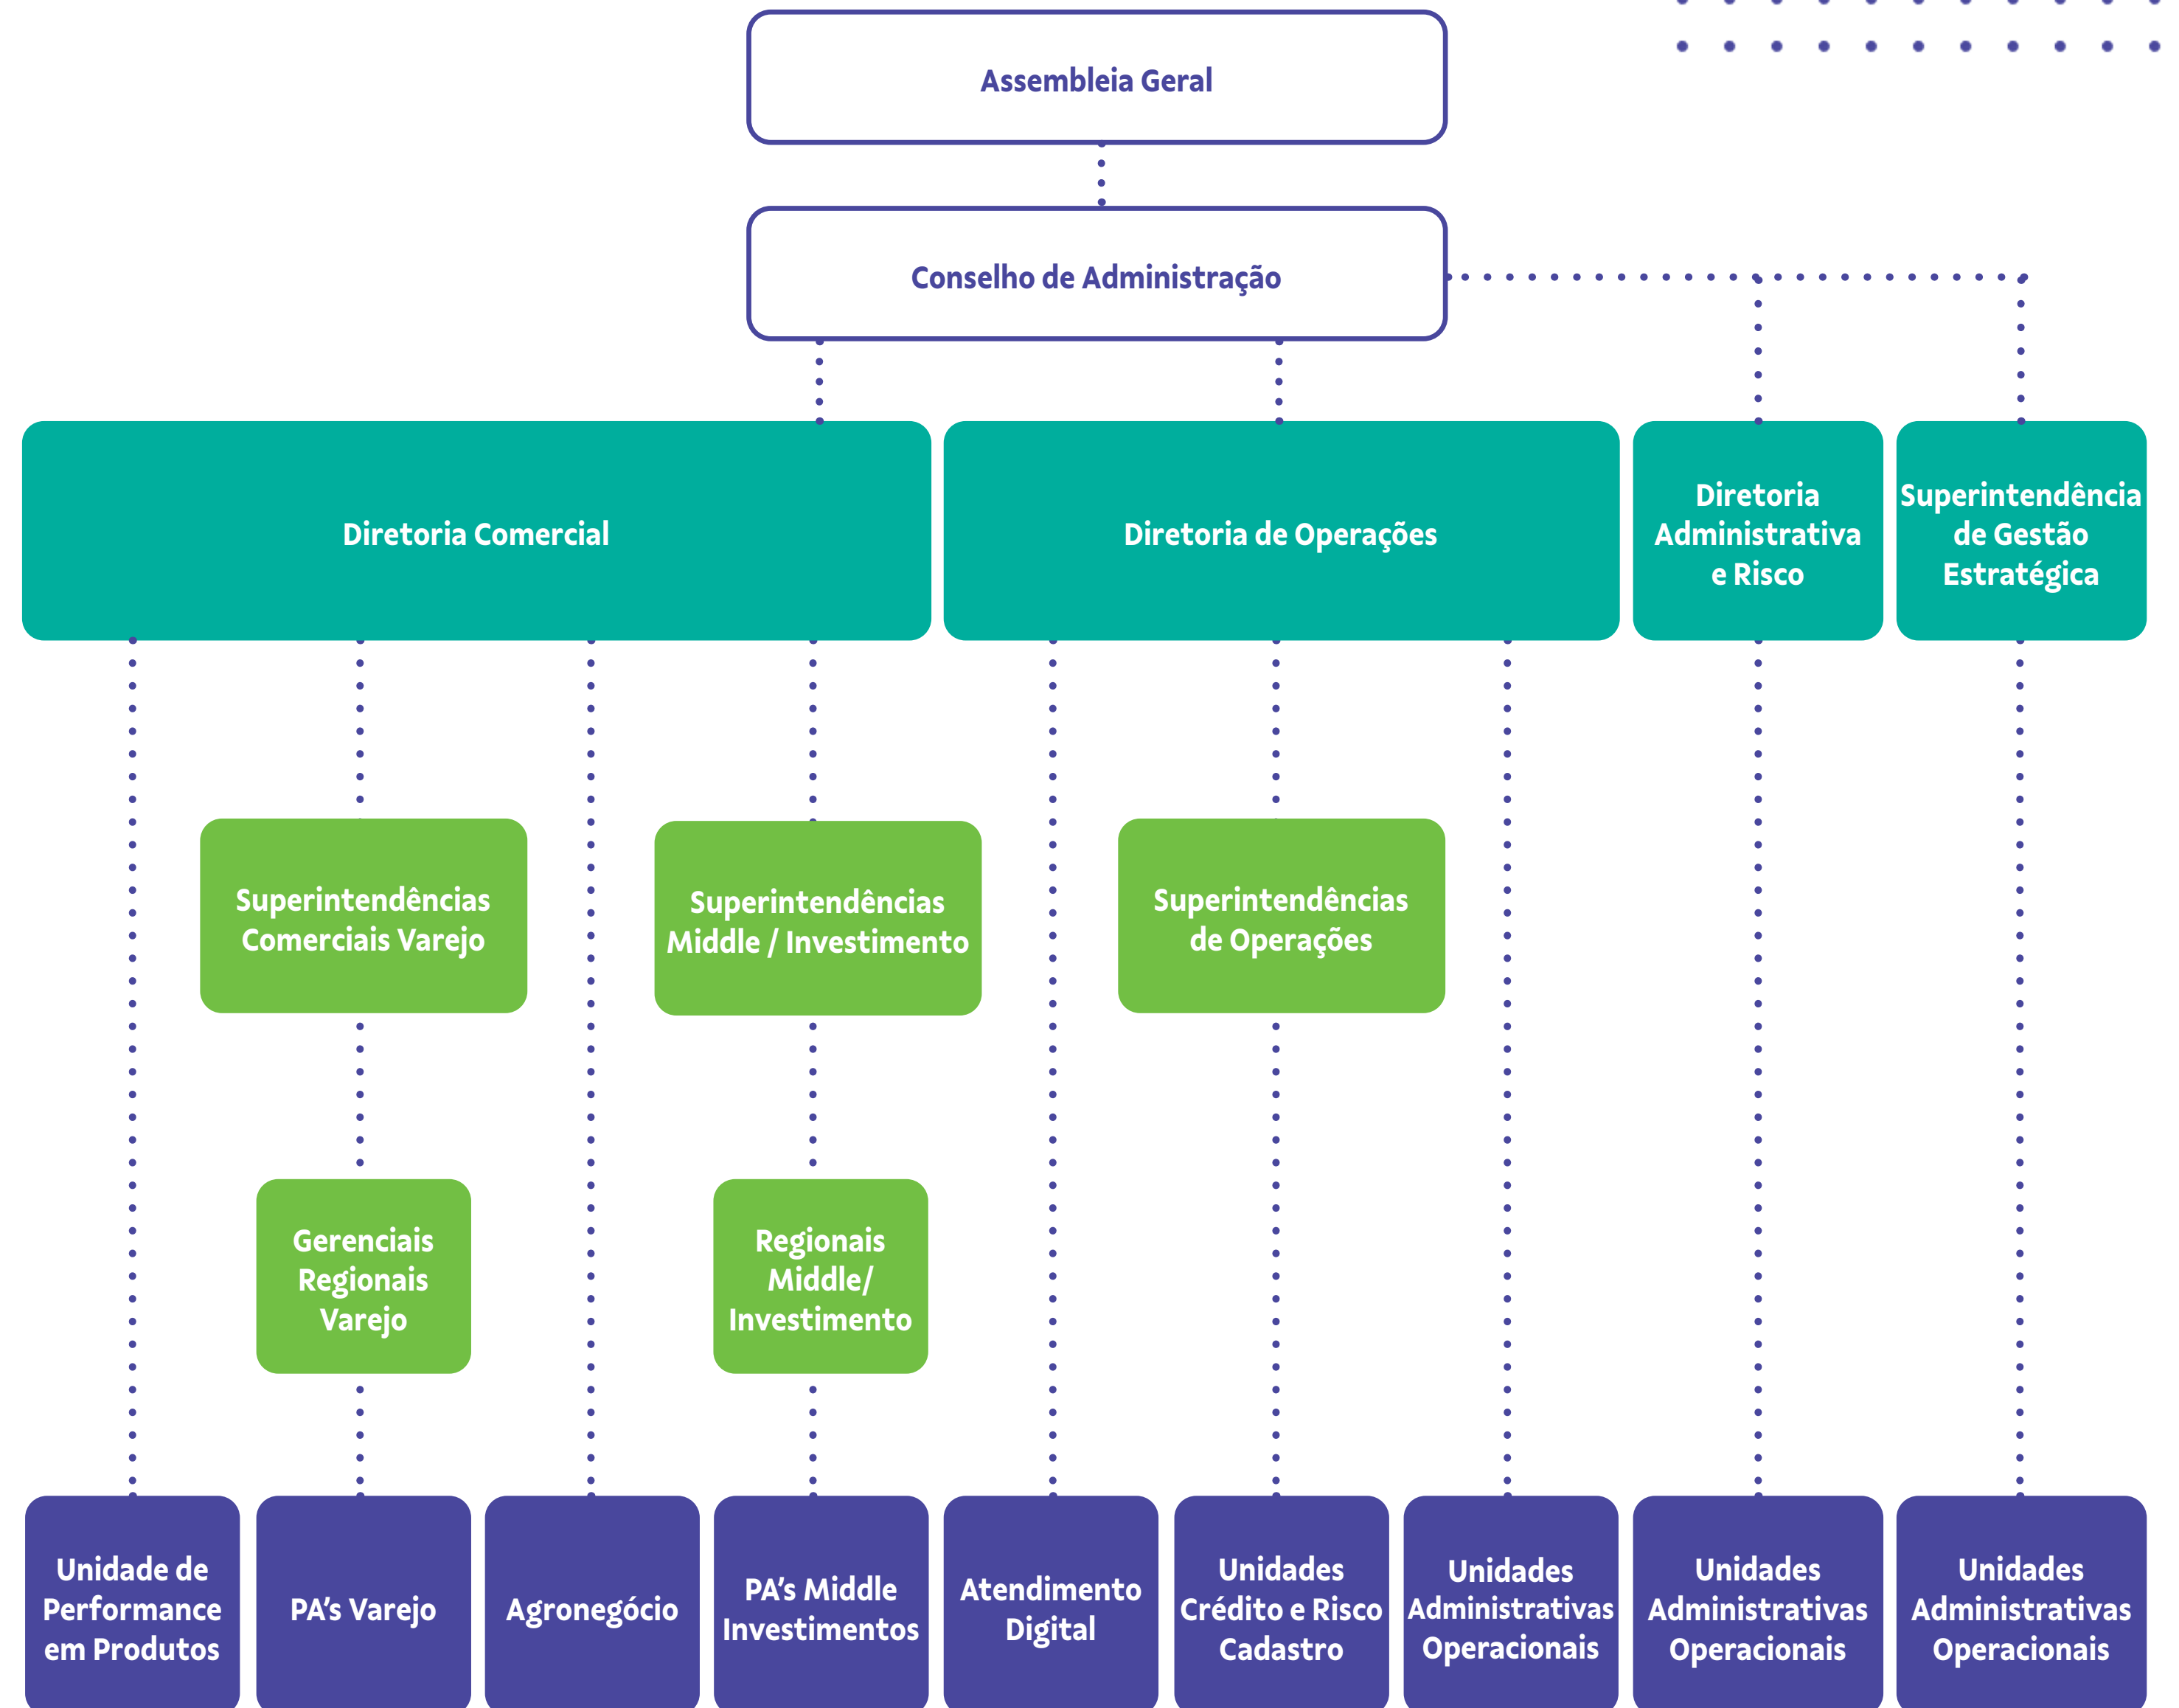 Assembleia Geral
Conselho de Administração
Diretoria Comercial
Diretoria de Operações
Diretoria
Administrativa
e Risco
Superintendência
de Gestão
Estratégica
Superintendências
Comerciais Varejo
Superintendências
Middle / Investimento
Superintendências
de Operações
Gerenciais
Regionais
Varejo
Regionais
Middle/
Investimento
Unidade de
Performance
em Produtos
PA’s Varejo
Agronegócio
PA’s Middle
Investimentos
Atendimento
Digital
Unidades
Crédito e Risco
Cadastro
Unidades
Administrativas
Operacionais
Unidades
Administrativas
Operacionais
Unidades
Administrativas
Operacionais